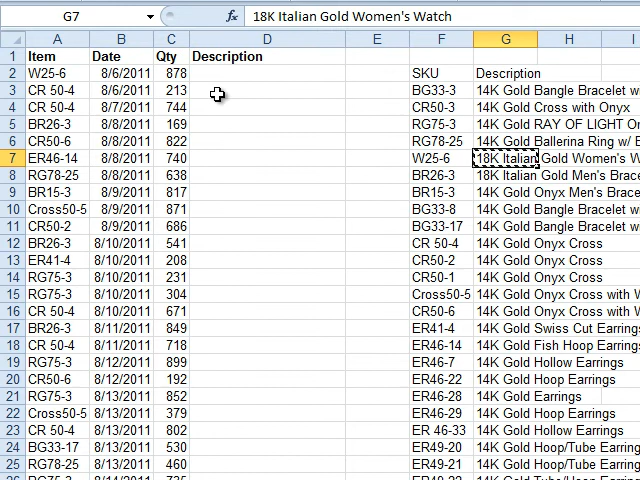 G7 fx 18K Italian Gold Women's Watch
A B C D E F G H I
1 Item Date Qty Description
2 W25-6 8/6/2011 878 SKU Description
3 CR 50-4 8/6/2011 213 BG33-3 14K Gold Bangle Bracelet wi
4 CR 50-4 8/7/2011 744 CR50-3 14K Gold Cross with Onyx
5 BR26-3 8/8/2011 169 RG75-3 14K Gold RAY OF LIGHT On
6 CR50-6 8/8/2011 822 RG78-25 14K Gold Ballerina Ring w/ B
7 ER46-14 8/8/2011 740 W25-6 18K Italian Gold Women's W
8 RG78-25 8/8/2011 638 BR26-3 18K Italian Gold Men's Brace
9 BR15-3 8/9/2011 817 BR15-3 14K Gold Onyx Men's Brace
10 Cross50-5 8/9/2011 871 BG33-8 14K Gold Bangle Bracelet wi
11 CR50-2 8/9/2011 686 BG33-17 14K Gold Bangle Bracelet wi
12 BR26-3 8/10/2011 541 CR 50-4 14K Gold Onyx Cross
13 ER41-4 8/10/2011 208 CR50-2 14K Gold Onyx Cross
14 RG75-3 8/10/2011 231 CR50-1 14K Gold Onyx Cross
15 RG75-3 8/10/2011 304 Cross50-5 14K Gold Onyx Cross with W
16 CR 50-4 8/10/2011 671 CR50-6 14K Gold Onyx Cross with W
17 BR26-3 8/11/2011 849 ER41-4 14K Gold Swiss Cut Earrings
18 CR 50-4 8/11/2011 718 ER46-14 14K Gold Fish Hoop Earring
19 RG75-3 8/12/2011 899 ER46-7 14K Gold Hollow Earrings
20 CR50-6 8/12/2011 192 ER46-22 14K Gold Hoop Earrings
21 RG75-3 8/13/2011 852 ER46-28 14K Gold Earrings
22 Cross50-5 8/13/2011 379 ER46-29 14K Gold Hoop Earrings
23 CR 50-4 8/13/2011 802 ER 46-33 14K Gold Hollow Earrings
24 BG33-17 8/13/2011 530 ER49-20 14K Gold Hoop/Tube Earring
25 RG78-25 8/13/2011 460 ER49-21 14K Gold Hoop/Tube Earring